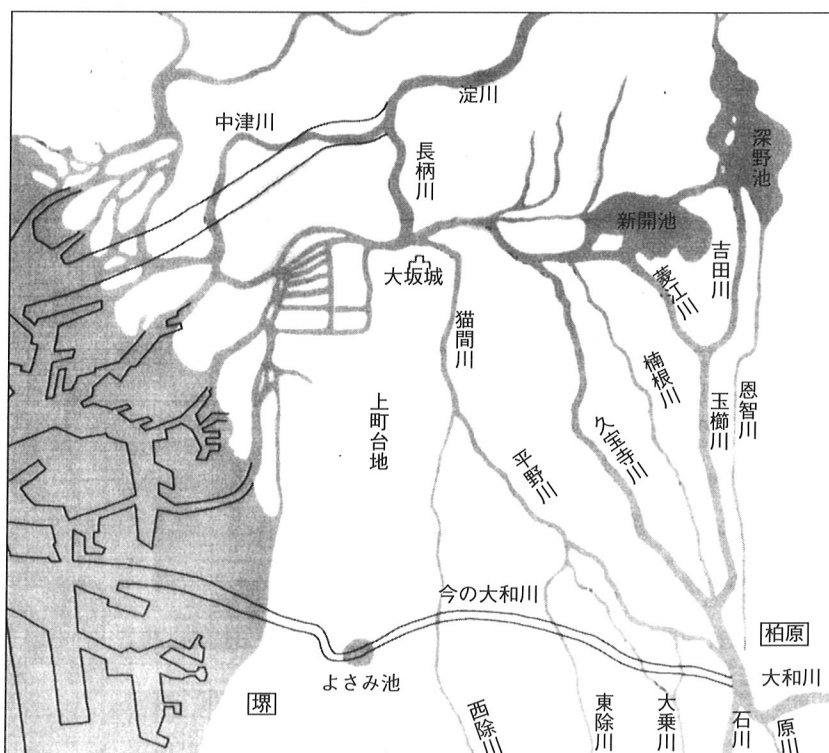 淀川
中津川
長柄川
深野池
新開池
吉田川
菱江川
大坂城
猫間川
楠根川
玉櫛川
恩智川
上町台地
久宝寺川
平野川
今の大和川
柏原
大和川
よさみ池
堺
西除川
東除川
大乗川
石川
原川